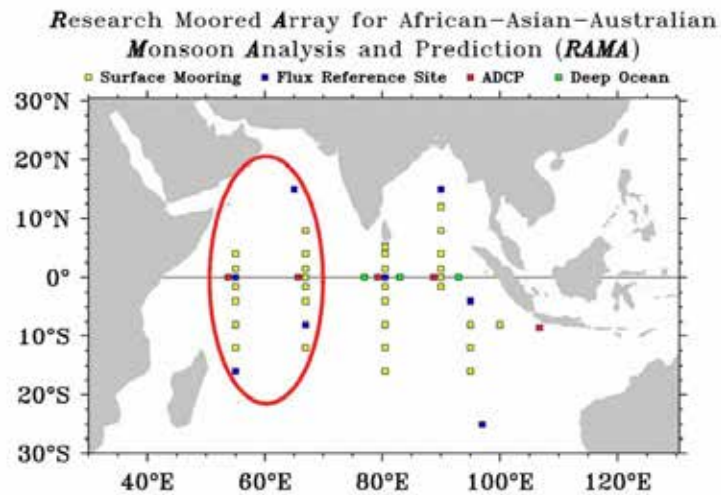 Research Moored Array for African−Asian−Australian
Monsoon Analysis and Prediction (RAMA)
Surface Mooring Flux Reference Site ADCP Deep Ocean
30°N
20°N
10°N
0°
10°S
20°S
30°S
40°E 60°E 80°E 100°E 120°E